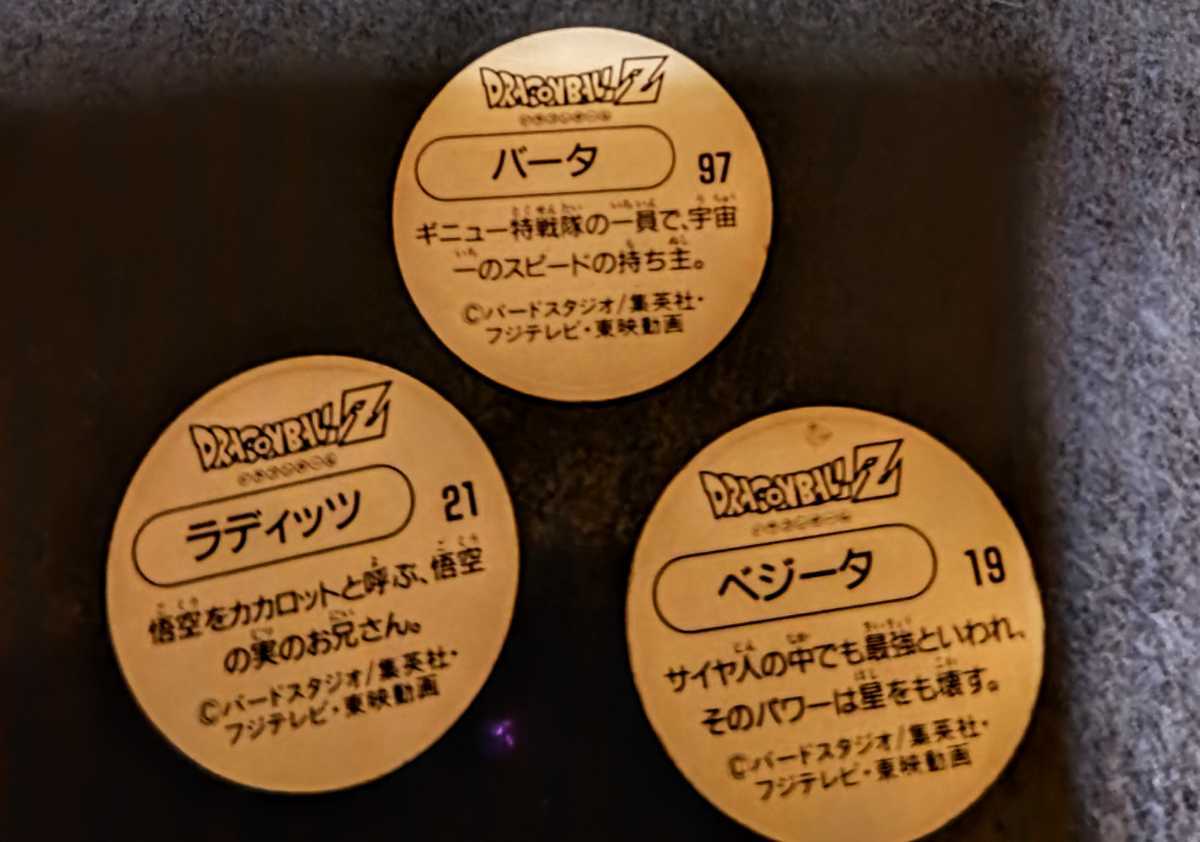 DRAGONBALL Z
バータ
97
ギニュー特戦隊の一員で、宇宙
一のスピードの持ち主。
©バードスタジオ/集英社・
フジテレビ・東映動画
DRAGONBALL Z
ラディッツ
21
悟空をカカロットと呼ぶ、悟空
の実のお兄さん。
©バードスタジオ/集英社・
フジテレビ・東映動画
DRAGONBALL Z
ベジータ
19
サイヤ人の中でも最強といわれ、
そのパワーは星をも壊す。
©バードスタジオ/集英社・
フジテレビ・東映動画